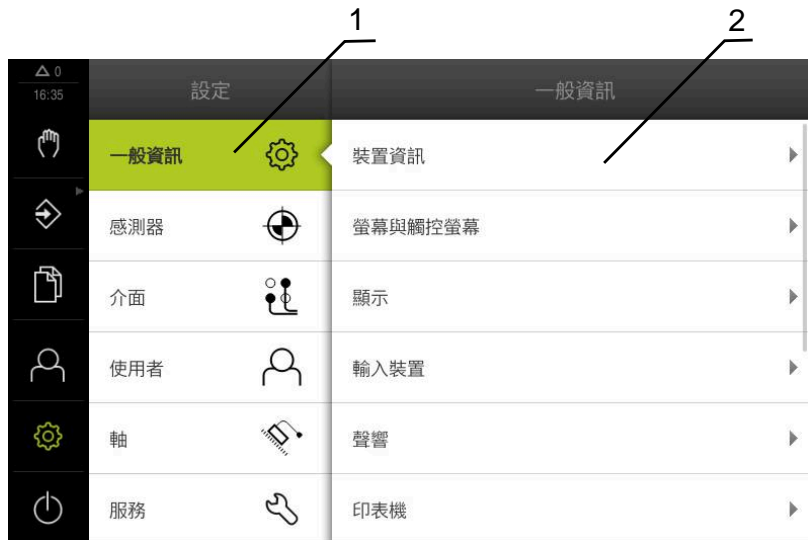 1
2
0
16:35
設定
一般資訊
一般資訊
裝置資訊
感測器
螢幕與觸控螢幕
介面
顯示
使用者
輸入裝置
軸
聲響
服務
印表機